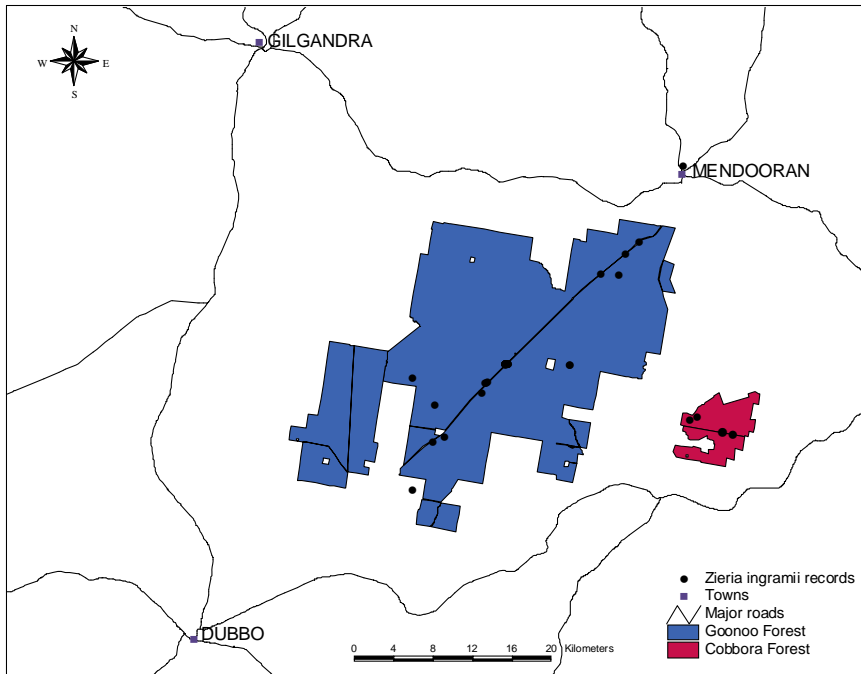 N
W E
S
GILGANDRA
MENDOORAN
DUBBO
Zieria ingramii records
Towns
Major roads
Goonoo Forest
Cobbora Forest
0 4 8 12 16 20 Kilometers